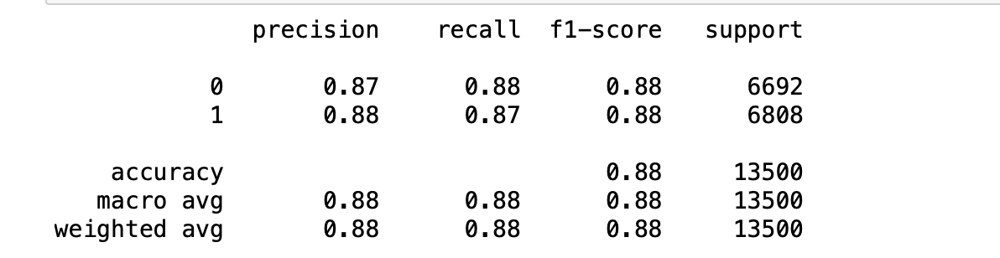 precision recall f1-score support
0 0.87 0.88 0.88 6692
1 0.88 0.87 0.88 6808
accuracy 0.88 13500
macro avg 0.88 0.88 0.88 13500
weighted avg 0.88 0.88 0.88 13500